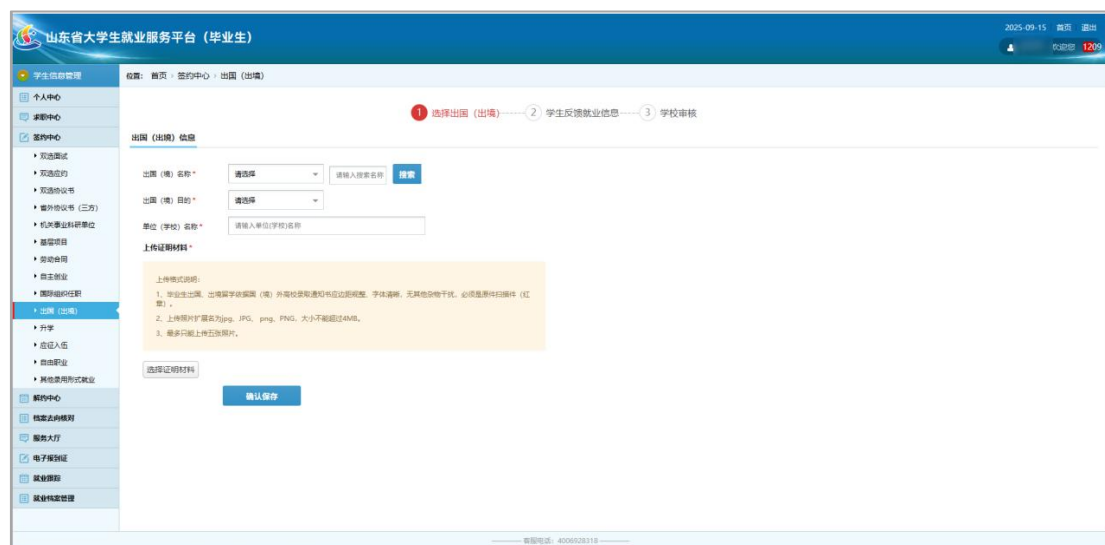 山东省大学生就业服务平台（毕业生）
2025-09-15 首页 退出
欢迎您 1209
学生信息管理
位置： 首页 › 签约中心 › 出国（出境）
个人中心
求职中心
签约中心
双选面试
双选应约
双选协议书
省外协议书（三方）
机关事业科研单位
基层项目
劳动合同
自主创业
国际组织任职
出国（出境）
升学
应征入伍
自由职业
其他录用形式就业
解约中心
档案去向核对
服务大厅
电子报到证
就业跟踪
就业档案管理
1 选择出国（出境） 2 学生反馈就业信息 3 学校审核
出国（出境）信息
出国（境）名称* 请选择 请输入搜索名称 搜索
出国（境）目的* 请选择
单位（学校）名称* 请输入单位(学校)名称
上传证明材料*
上传格式说明：
1、毕业生出国、出境留学依据国（境）外高校录取通知书应边距规整、字体清晰、无其他杂物干扰，必须是原件扫描件（红
章）。
2、上传照片扩展名为jpg、JPG、png、PNG，大小不能超过4MB。
3、最多只能上传五张照片。
选择证明材料
确认保存
客服电话：4006928318